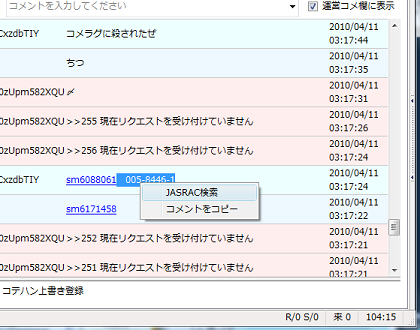 コメントを入力してください
運営コメ欄に表示
CxzdbTIY コメラグに殺されたぜ 2010/04/11 03:17:44
ちつ 2010/04/11 03:17:35
0zUpm582XQU 〆 2010/04/11 03:17:31
0zUpm582XQU >>255 現在リクエストを受け付けていません 2010/04/11 03:17:26
0zUpm582XQU >>256 現在リクエストを受け付けていません 2010/04/11 03:17:24
CxzdbTIY sm6088061 005-8446-1 2010/04/11 03:17:24
JASRAC検索
コメントをコピー
sm6171458 2010/04/11 03:17:22
0zUpm582XQU >>252 現在リクエストを受け付けていません 2010/04/11 03:17:21
0zUpm582XQU >>251 現在リクエストを受け付けていません 2010/04/11 03:17:21
コテハン上書き登録
R/0 S/0 来 0 104:15